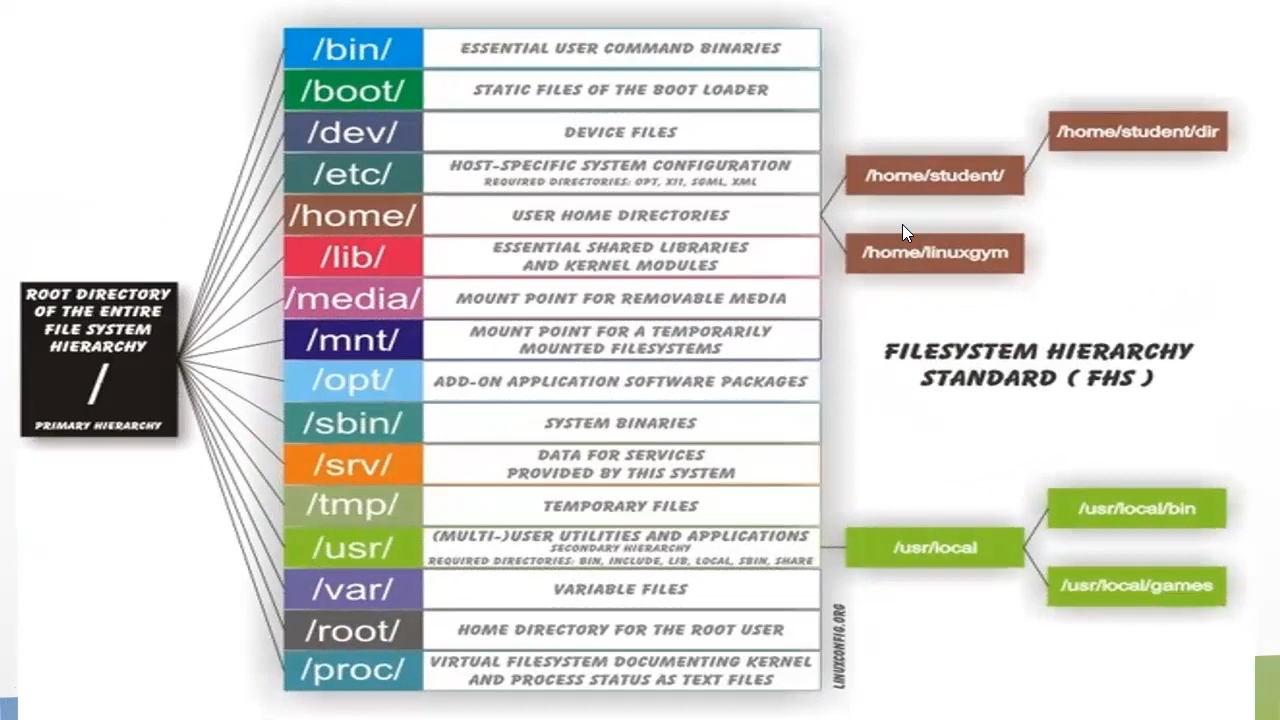 ROOT DIRECTORY
OF THE ENTIRE
FILE SYSTEM
HIERARCHY
/
PRIMARY HIERARCHY
/bin/ ESSENTIAL USER COMMAND BINARIES
/boot/ STATIC FILES OF THE BOOT LOADER
/dev/ DEVICE FILES
/etc/ HOST-SPECIFIC SYSTEM CONFIGURATION
REQUIRED DIRECTORIES: OPT, X11, SGML, XML
/home/ USER HOME DIRECTORIES
/lib/ ESSENTIAL SHARED LIBRARIES
AND KERNEL MODULES
/media/ MOUNT POINT FOR REMOVABLE MEDIA
/mnt/ MOUNT POINT FOR A TEMPORARILY
MOUNTED FILESYSTEMS
/opt/ ADD-ON APPLICATION SOFTWARE PACKAGES
/sbin/ SYSTEM BINARIES
/srv/ DATA FOR SERVICES
PROVIDED BY THIS SYSTEM
/tmp/ TEMPORARY FILES
/usr/ (MULTI-)USER UTILITIES AND APPLICATIONS
SECONDARY HIERARCHY
REQUIRED DIRECTORIES: BIN, INCLUDE, LIB, LOCAL, SBIN, SHARE
/var/ VARIABLE FILES
/root/ HOME DIRECTORY FOR THE ROOT USER
/proc/ VIRTUAL FILESYSTEM DOCUMENTING KERNEL
AND PROCESS STATUS AS TEXT FILES
/home/student/
/home/student/dir
/home/linuxgym
FILESYSTEM HIERARCHY
STANDARD ( FHS )
/usr/local
/usr/local/bin
/usr/local/games
LINUXCONFIG.ORG